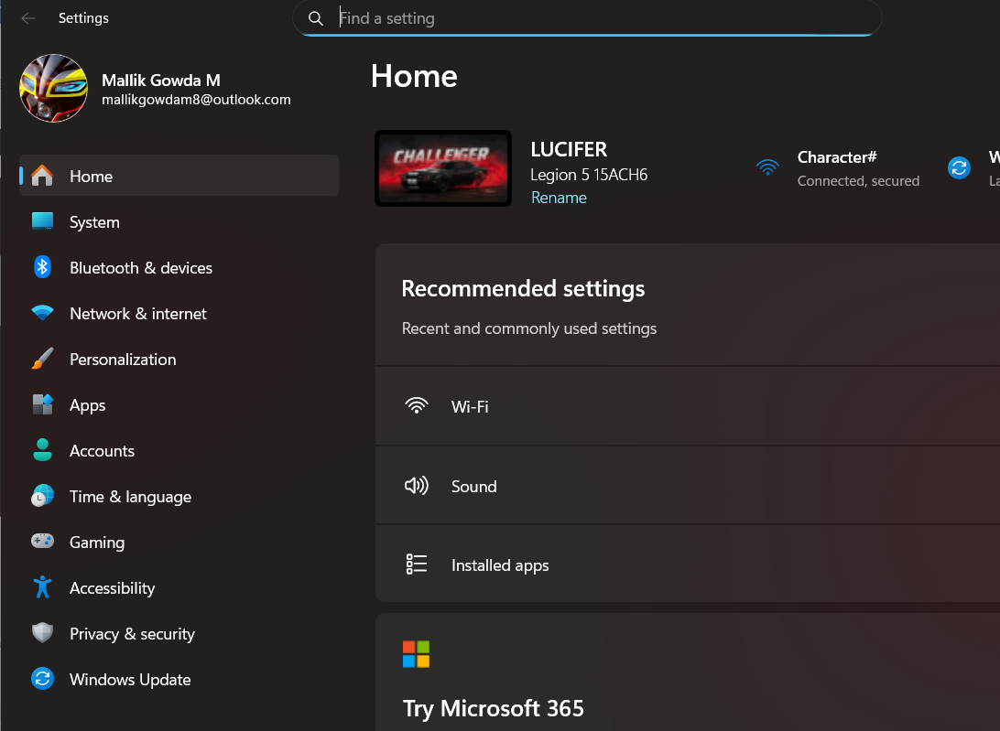 Settings
Find a setting
Mallik Gowda M
mallikgowdam8@outlook.com
Home
System
Bluetooth & devices
Network & internet
Personalization
Apps
Accounts
Time & language
Gaming
Accessibility
Privacy & security
Windows Update
Home
CHALLENGER
LUCIFER
Legion 5 15ACH6
Rename
Character#
Connected, secured
W
La
Recommended settings
Recent and commonly used settings
Wi-Fi
Sound
Installed apps
Try Microsoft 365